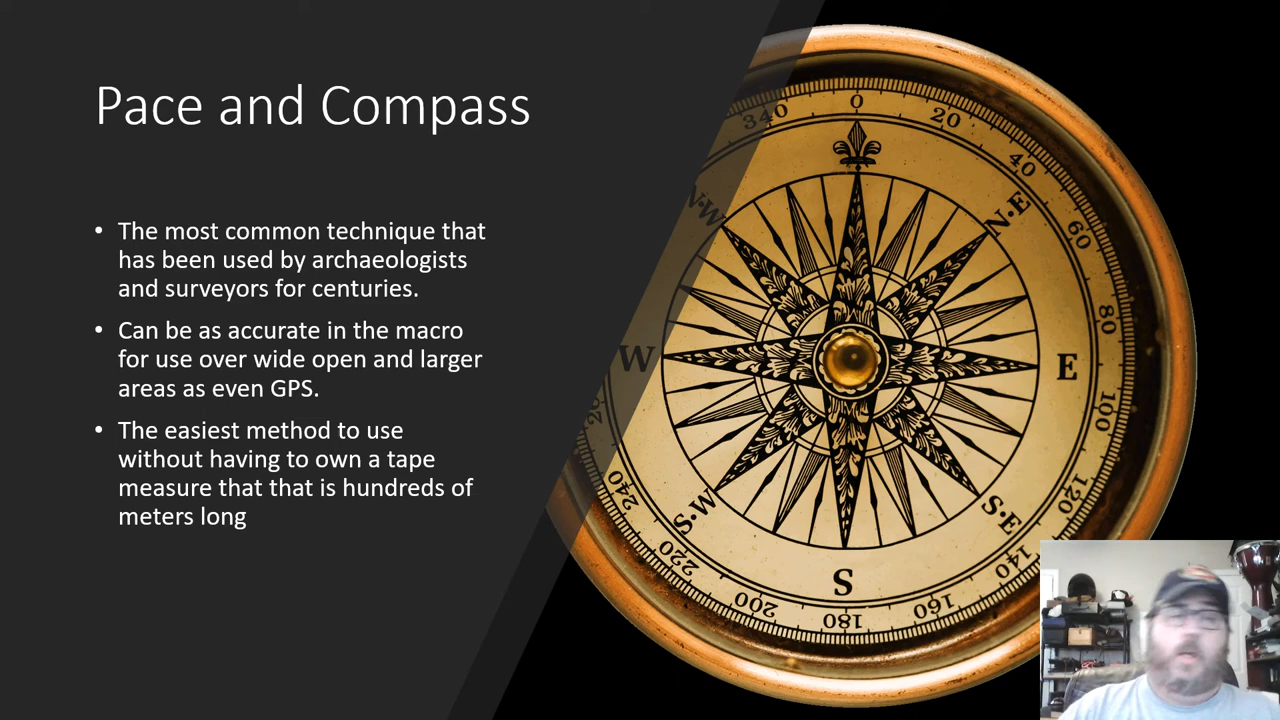 Pace and Compass
• The most common technique that
has been used by archaeologists
and surveyors for centuries.
• Can be as accurate in the macro
for use over wide open and larger
areas as even GPS.
• The easiest method to use
without having to own a tape
measure that that is hundreds of
meters long
340 0 20 40 60 80 100 120 140 160 180 200 220 240
N·W N·E
W E
S·W S·E
S